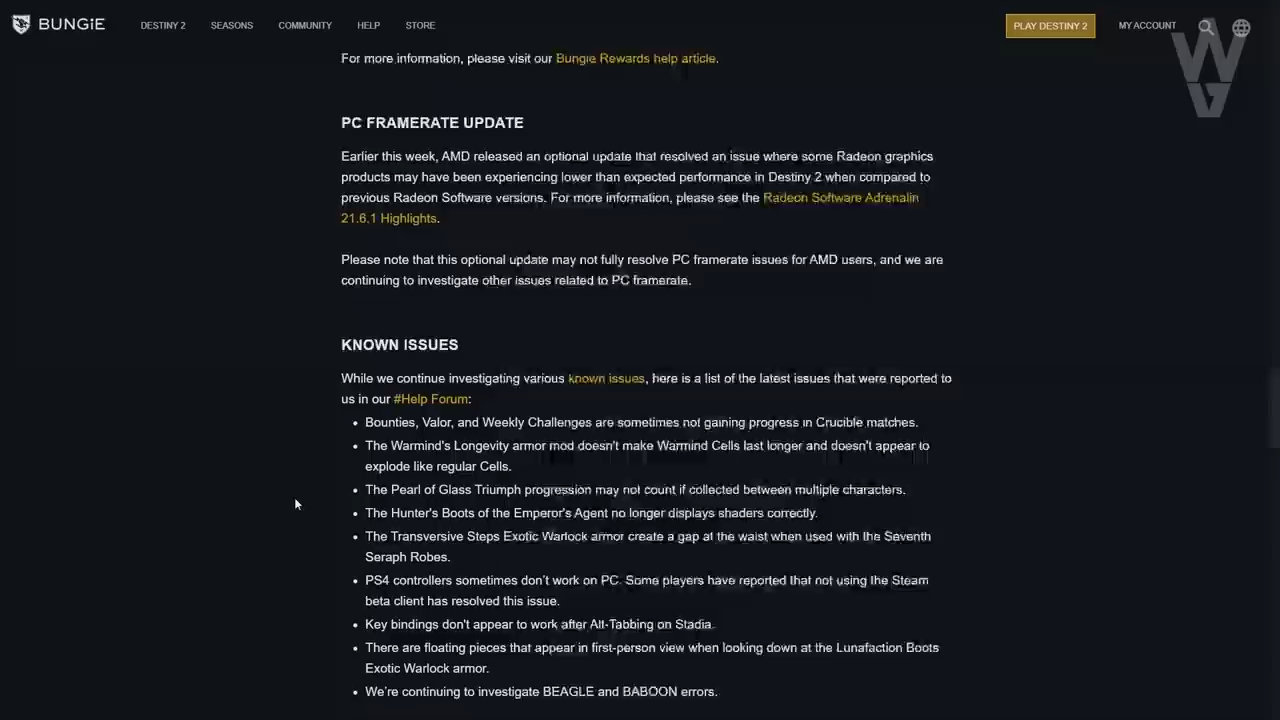 BUNGiE DESTINY 2 SEASONS COMMUNITY HELP STORE PLAY DESTINY 2 MY ACCOUNT
For more information, please visit our Bungie Rewards help article.
PC FRAMERATE UPDATE
Earlier this week, AMD released an optional update that resolved an issue where some Radeon graphics
products may have been experiencing lower than expected performance in Destiny 2 when compared to
previous Radeon Software versions. For more information, please see the Radeon Software Adrenalin
21.6.1 Highlights.
Please note that this optional update may not fully resolve PC framerate issues for AMD users, and we are
continuing to investigate other issues related to PC framerate.
KNOWN ISSUES
While we continue investigating various known issues, here is a list of the latest issues that were reported to
us in our #Help Forum:
• Bounties, Valor, and Weekly Challenges are sometimes not gaining progress in Crucible matches.
• The Warmind's Longevity armor mod doesn't make Warmind Cells last longer and doesn't appear to
explode like regular Cells.
• The Pearl of Glass Triumph progression may not count if collected between multiple characters.
• The Hunter's Boots of the Emperor's Agent no longer displays shaders correctly.
• The Transversive Steps Exotic Warlock armor create a gap at the waist when used with the Seventh
Seraph Robes.
• PS4 controllers sometimes don't work on PC. Some players have reported that not using the Steam
beta client has resolved this issue.
• Key bindings don't appear to work after Alt-Tabbing on Stadia.
• There are floating pieces that appear in first-person view when looking down at the Lunafaction Boots
Exotic Warlock armor.
• We're continuing to investigate BEAGLE and BABOON errors.